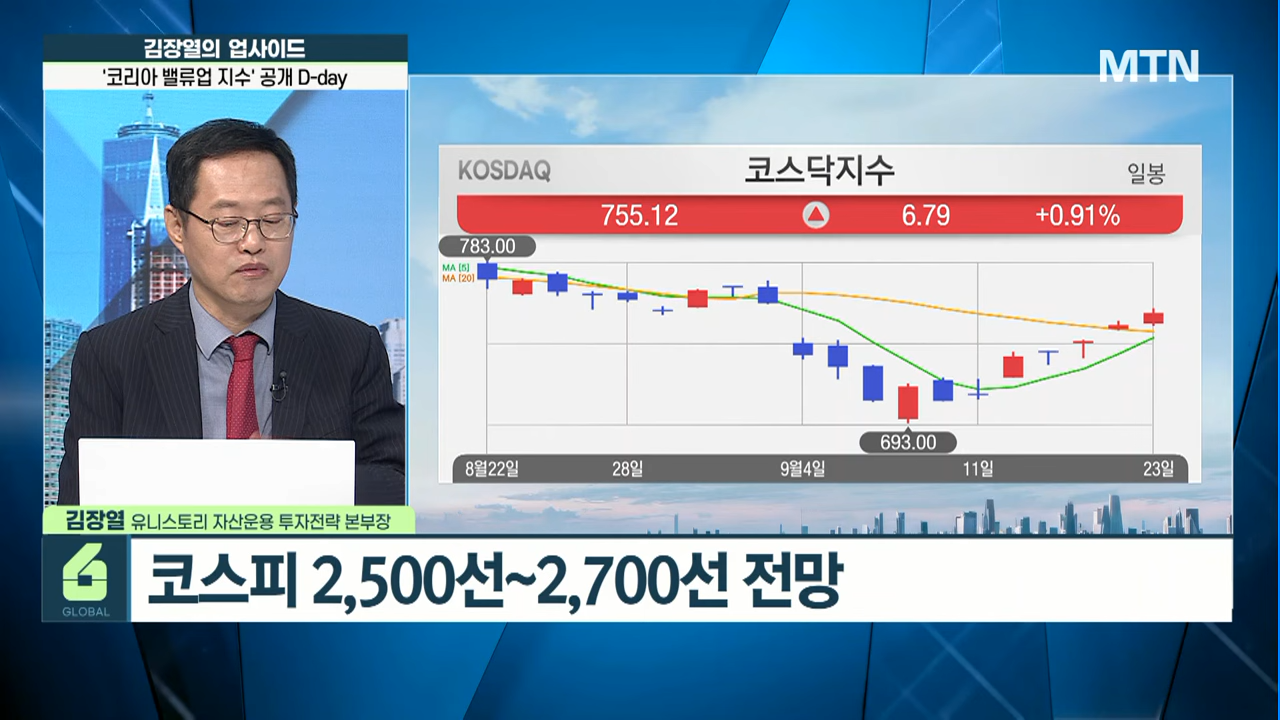 김장열의 업사이드
'코리아 밸류업 지수' 공개 D-day
MTN
KOSDAQ
코스닥지수
일봉
755.12 6.79 +0.91%
783.00
MA [5]
MA [20]
693.00
8월22일 28일 9월4일 11일 23일
김장열 유니스토리 자산운용 투자전략 본부장
GLOBAL
코스피 2,500선~2,700선 전망